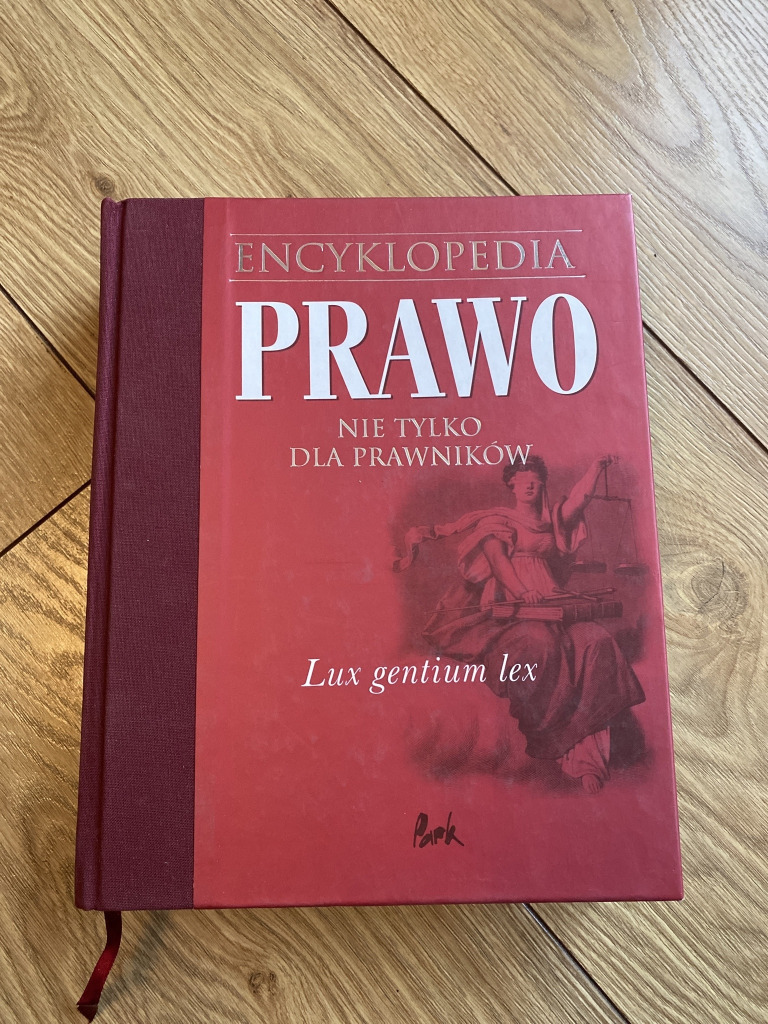 ENCYKLOPEDIA
PRAWO
NIE TYLKO
DLA PRAWNIKÓW
Lux gentium lex
Park